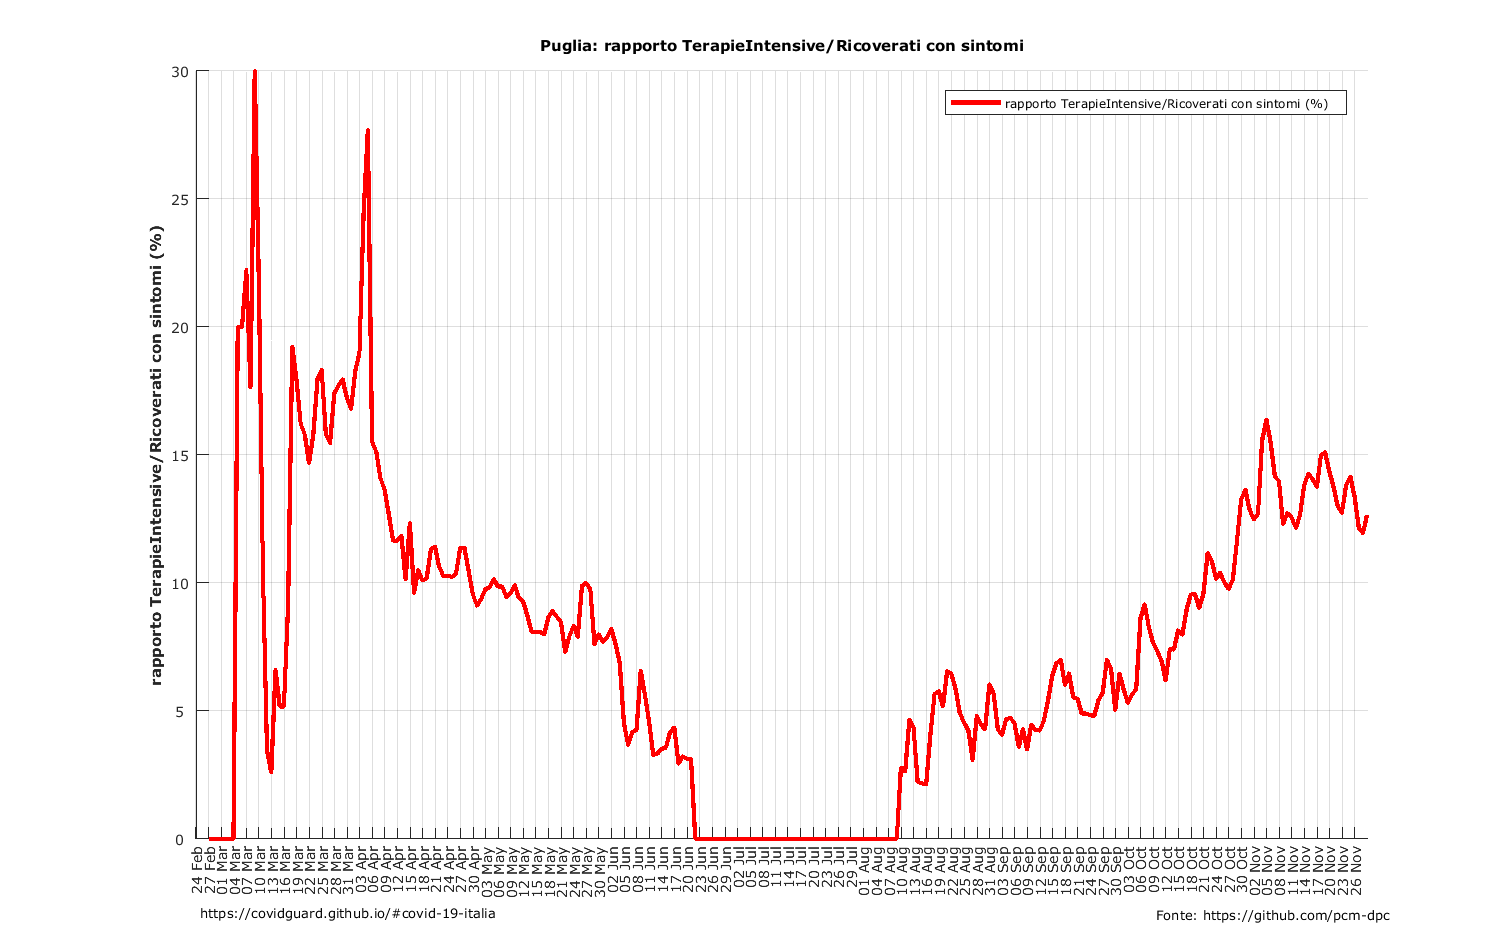 Puglia: rapporto TerapieIntensive/Ricoverati con sintomi
rapporto TerapieIntensive/Ricoverati con sintomi (%)
rapporto TerapieIntensive/Ricoverati con sintomi (%)
30
25
20
15
10
5
0
24 Feb
27 Feb
01 Mar
04 Mar
07 Mar
10 Mar
13 Mar
16 Mar
19 Mar
22 Mar
25 Mar
28 Mar
31 Mar
03 Apr
06 Apr
09 Apr
12 Apr
15 Apr
18 Apr
21 Apr
24 Apr
27 Apr
30 Apr
03 May
06 May
09 May
12 May
15 May
18 May
21 May
24 May
27 May
30 May
02 Jun
05 Jun
08 Jun
11 Jun
14 Jun
17 Jun
20 Jun
23 Jun
26 Jun
29 Jun
02 Jul
05 Jul
08 Jul
11 Jul
14 Jul
17 Jul
20 Jul
23 Jul
26 Jul
29 Jul
01 Aug
04 Aug
07 Aug
10 Aug
13 Aug
16 Aug
19 Aug
22 Aug
25 Aug
28 Aug
31 Aug
03 Sep
06 Sep
09 Sep
12 Sep
15 Sep
18 Sep
21 Sep
24 Sep
27 Sep
30 Sep
03 Oct
06 Oct
09 Oct
12 Oct
15 Oct
18 Oct
21 Oct
24 Oct
27 Oct
30 Oct
02 Nov
05 Nov
08 Nov
11 Nov
14 Nov
17 Nov
20 Nov
23 Nov
26 Nov
https://covidguard.github.io/#covid-19-italia
Fonte: https://github.com/pcm-dpc